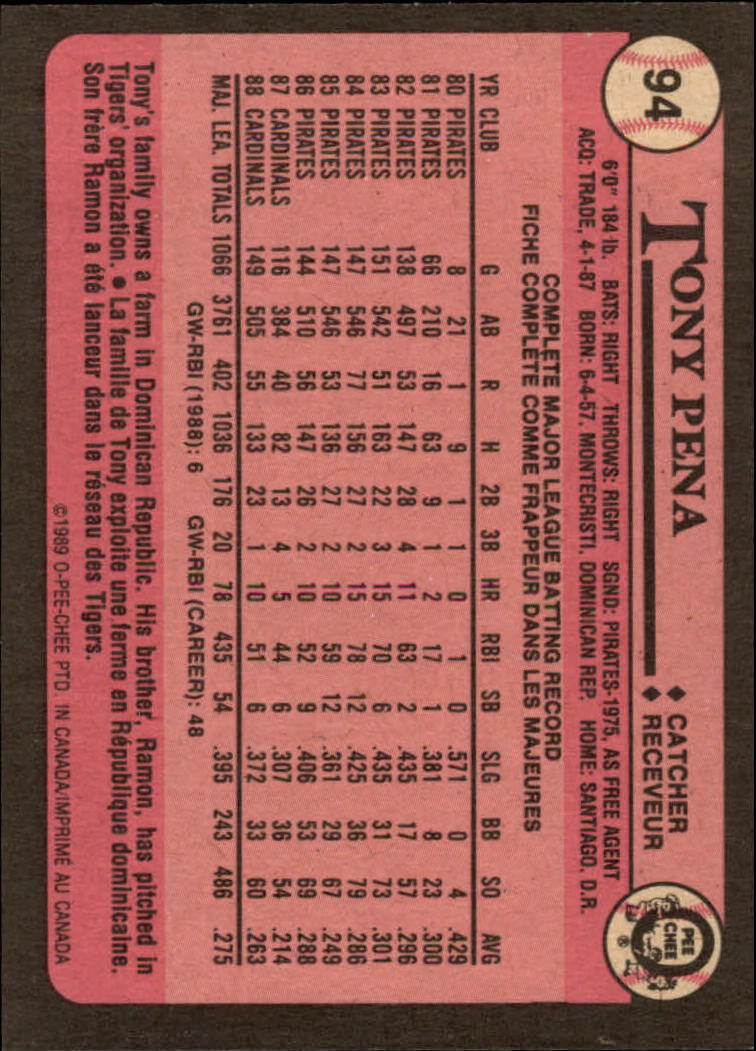 94
TONY PENA
♦ CATCHER
♦ RECEVEUR
O PEE CHEE ®
6'0" 184 lb. BATS: RIGHT THROWS: RIGHT SGND: PIRATES-1975, AS FREE AGENT
ACQ: TRADE, 4-1-87 BORN: 6-4-57, MONTECRISTI, DOMINICAN REP. HOME: SANTIAGO, D.R.
COMPLETE MAJOR LEAGUE BATTING RECORD
FICHE COMPLÈTE COMME FRAPPEUR DANS LES MAJEURES
YR CLUB G AB R H 2B 3B HR RBI SB SLG BB SO AVG
80 PIRATES 8 21 1 9 1 1 0 1 0 .571 0 4 .429
81 PIRATES 66 210 16 63 9 1 2 17 1 .381 8 23 .300
82 PIRATES 138 497 53 147 28 4 11 63 2 .435 17 57 .296
83 PIRATES 151 542 51 163 22 3 15 70 6 .435 31 73 .301
84 PIRATES 147 546 77 156 27 2 15 78 12 .425 36 79 .286
85 PIRATES 147 546 53 136 27 2 10 59 12 .361 29 67 .249
86 PIRATES 144 510 56 147 26 2 10 52 9 .406 53 69 .288
87 CARDINALS 116 384 40 82 13 4 5 44 6 .307 36 54 .214
88 CARDINALS 149 505 55 133 23 1 10 51 6 .372 33 60 .263
MAJ. LEA. TOTALS 1066 3761 402 1036 176 20 78 435 54 .395 243 486 .275
GW-RBI (1988): 6 GW-RBI (CAREER): 48
Tony's family owns a farm in Dominican Republic. His brother, Ramon, has pitched in
Tigers' organization. ● La famille de Tony exploite une ferme en République dominicaine.
Son frère Ramon a été lanceur dans le réseau des Tigers.
©1989 O-PEE-CHEE PTD. IN CANADA/IMPRIMÉ AU CANADA